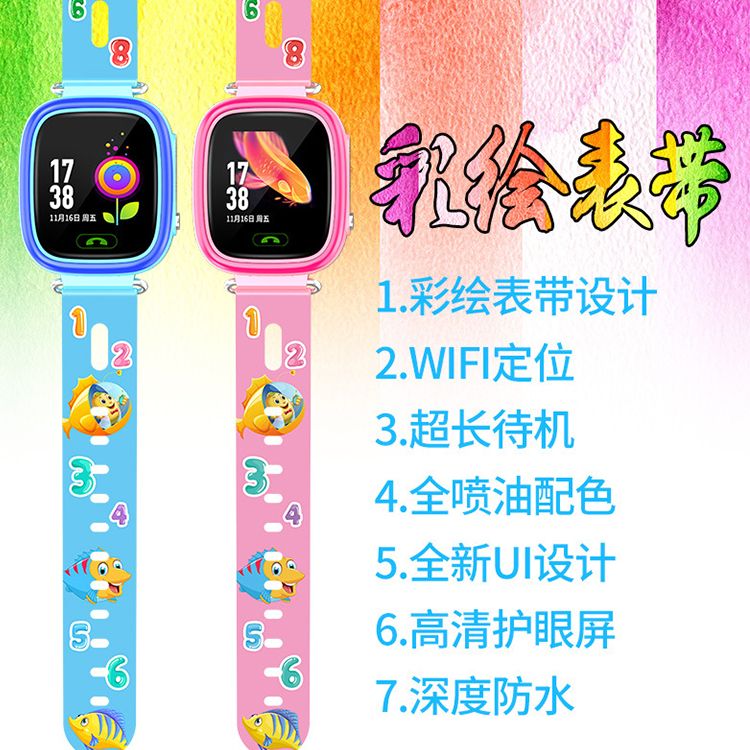 6
8
6
8
彩绘表带
17
38
11月16日 周五
17
38
11月16日 周五
1.彩绘表带设计
2.WIFI定位
3.超长待机
4.全喷油配色
5.全新UI设计
6.高清护眼屏
7.深度防水
1
2
3
4
5
6
1
2
3
4
5
6